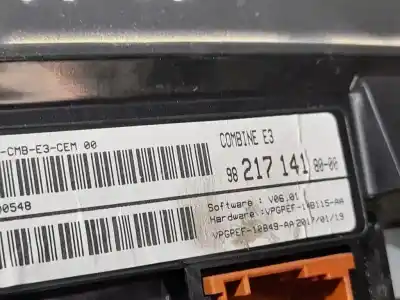 -CMB-E3-CEM 00
COMBINE E3
98 217 141 80-00
00548
Software : V06.01
Hardware : VPGPEF-10B115-AA
VPGPEF-10849-AA 2017/01/19